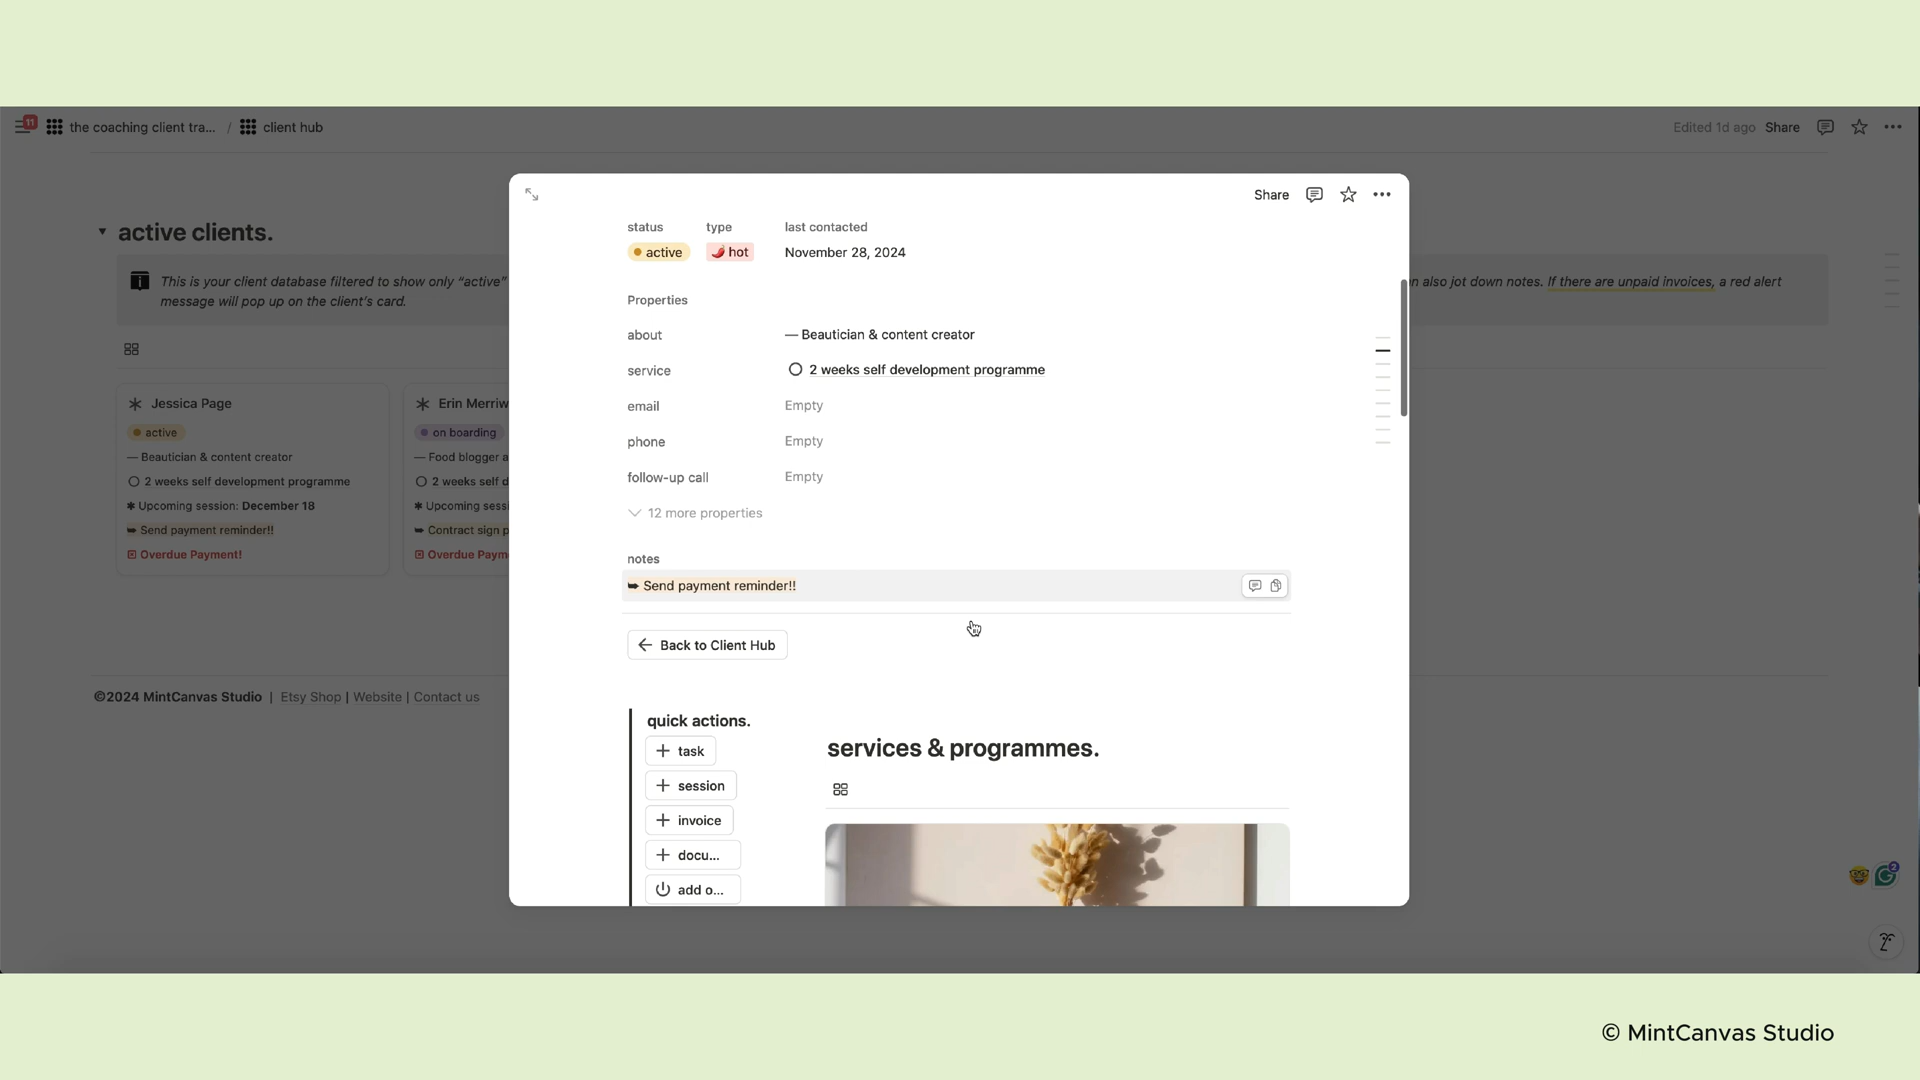 11
the coaching client tra... / client hub
Edited 1d ago Share
active clients.
This is your client database filtered to show only “active”
message will pop up on the client’s card.
n also jot down notes. If there are unpaid invoices, a red alert
Jessica Page
active
— Beautician & content creator
2 weeks self development programme
✱ Upcoming session: December 18
➥ Send payment reminder!!
Overdue Payment!
Erin Merriw
on boarding
— Food blogger a
2 weeks self d
✱ Upcoming sessi
➥ Contract sign p
Overdue Paym
©2024 MintCanvas Studio | Etsy Shop | Website | Contact us
Share
status type last contacted
active 🌶️ hot November 28, 2024
Properties
about — Beautician & content creator
service 2 weeks self development programme
email Empty
phone Empty
follow-up call Empty
12 more properties
notes
➥ Send payment reminder!!
← Back to Client Hub
quick actions.
+ task
+ session
+ invoice
+ docu...
add o...
services & programmes.
2
© MintCanvas Studio